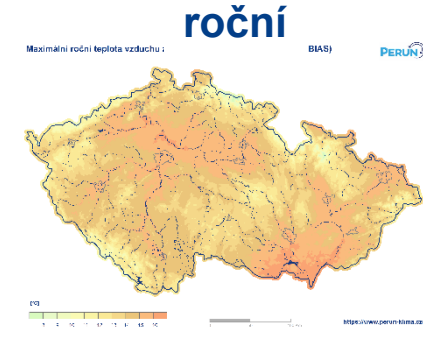 roční
Maximální roční teplota vzduchu
BIAS)
PERUN
[°C]
https://www.perun-klima.cz